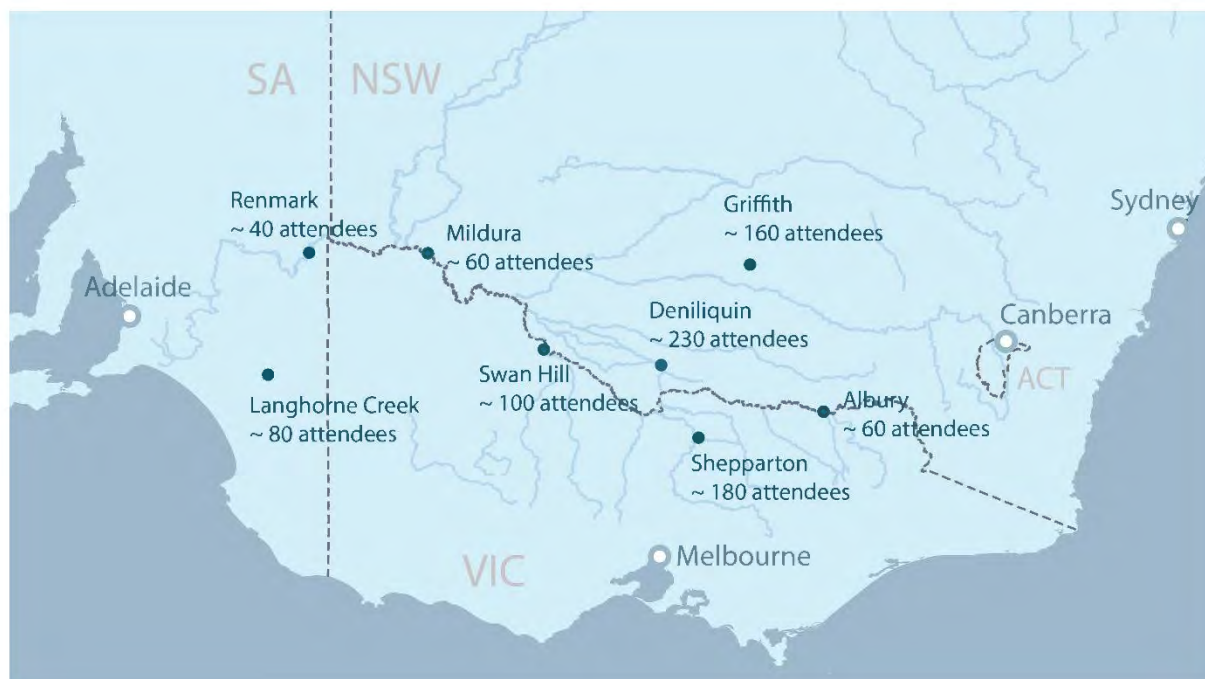 SA
NSW
Renmark
~ 40 attendees
Mildura
~ 60 attendees
Griffith
~ 160 attendees
Sydney
Adelaide
Deniliquin
~ 230 attendees
Canberra
ACT
Swan Hill
~ 100 attendees
Langhorne Creek
~ 80 attendees
Albury
~ 60 attendees
Shepparton
~ 180 attendees
VIC
Melbourne